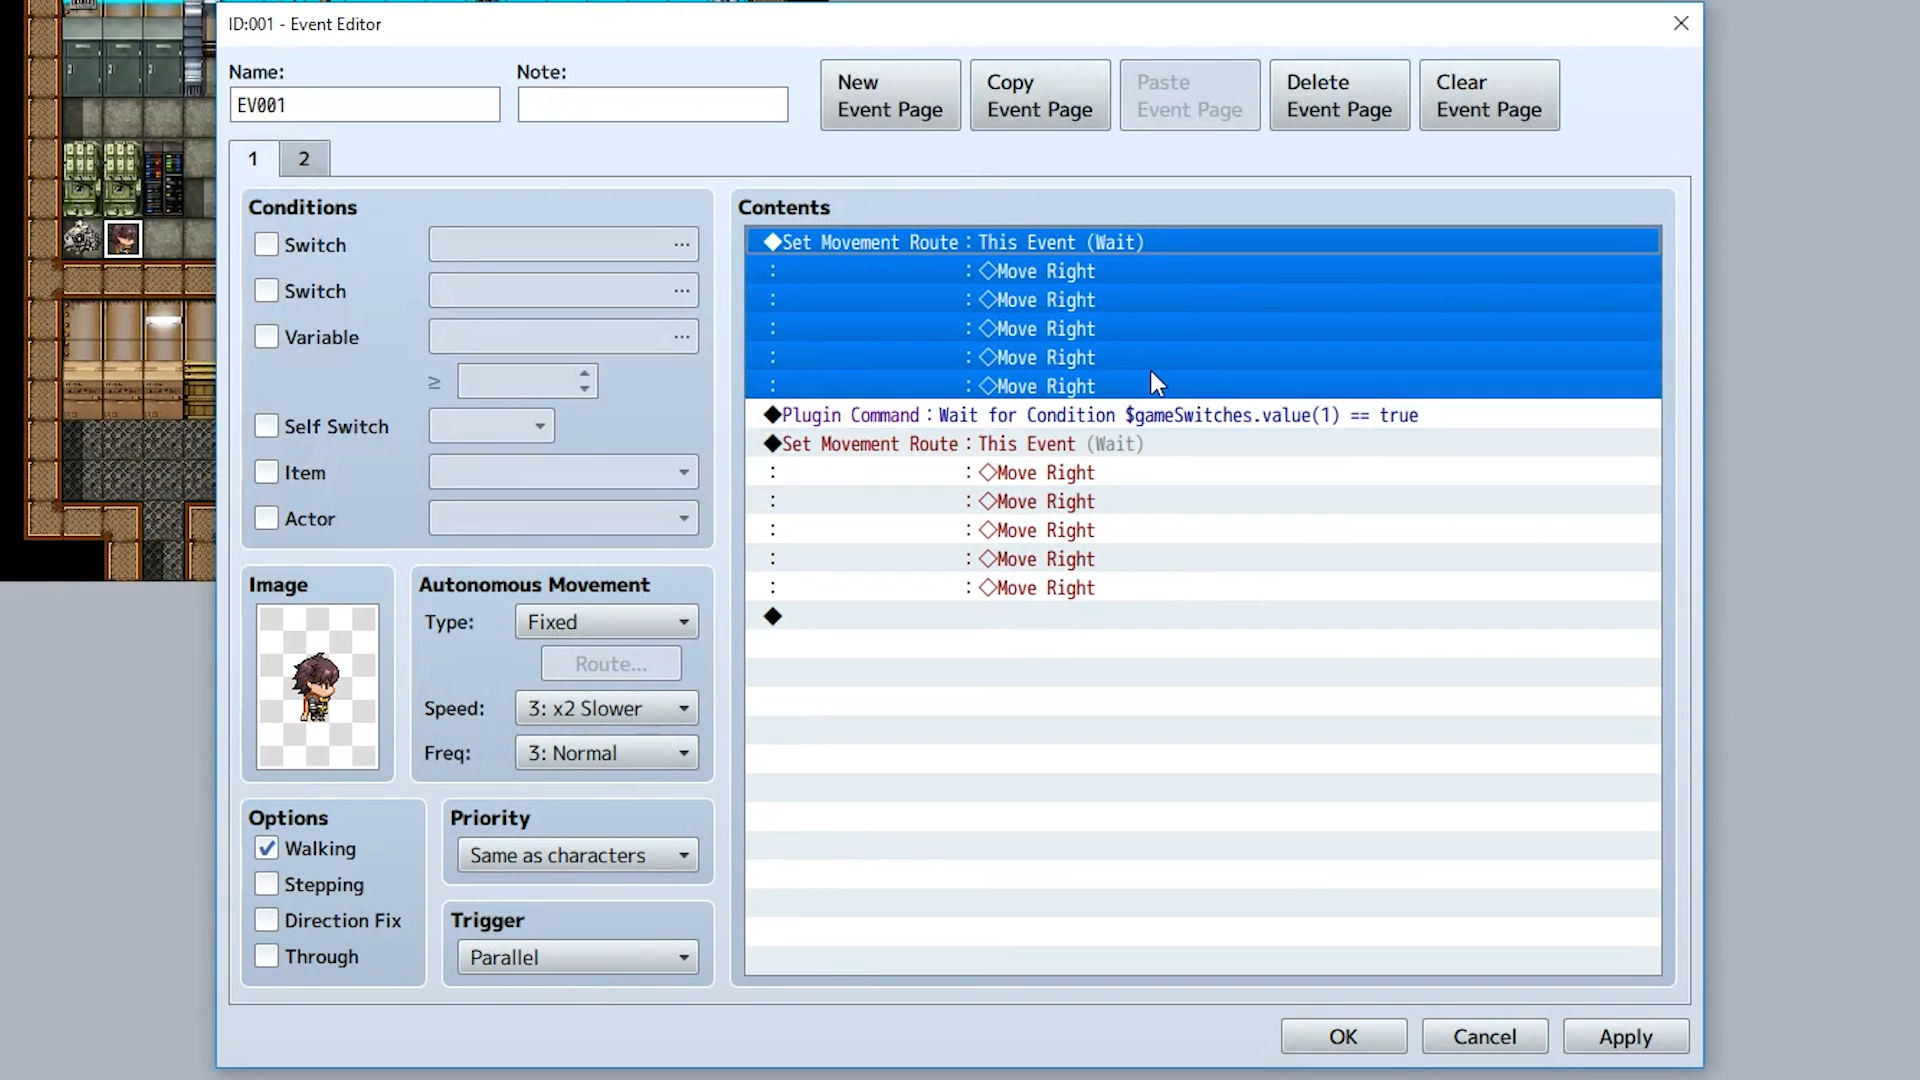 ID:001 - Event Editor
Name:
Note:
EV001
New Event Page
Copy Event Page
Paste Event Page
Delete Event Page
Clear Event Page
1
2
Conditions
Switch
...
Switch
...
Variable
...
≥
Self Switch
Item
Actor
Image
Autonomous Movement
Type:
Fixed
Route...
Speed:
3: x2 Slower
Freq:
3: Normal
Options
Walking
Stepping
Direction Fix
Through
Priority
Same as characters
Trigger
Parallel
Contents
◆Set Movement Route：This Event (Wait)
：　　　　　　　　：◇Move Right
：　　　　　　　　：◇Move Right
：　　　　　　　　：◇Move Right
：　　　　　　　　：◇Move Right
：　　　　　　　　：◇Move Right
◆Plugin Command：Wait for Condition $gameSwitches.value(1) == true
◆Set Movement Route：This Event (Wait)
：　　　　　　　　：◇Move Right
：　　　　　　　　：◇Move Right
：　　　　　　　　：◇Move Right
：　　　　　　　　：◇Move Right
：　　　　　　　　：◇Move Right
◆
OK
Cancel
Apply